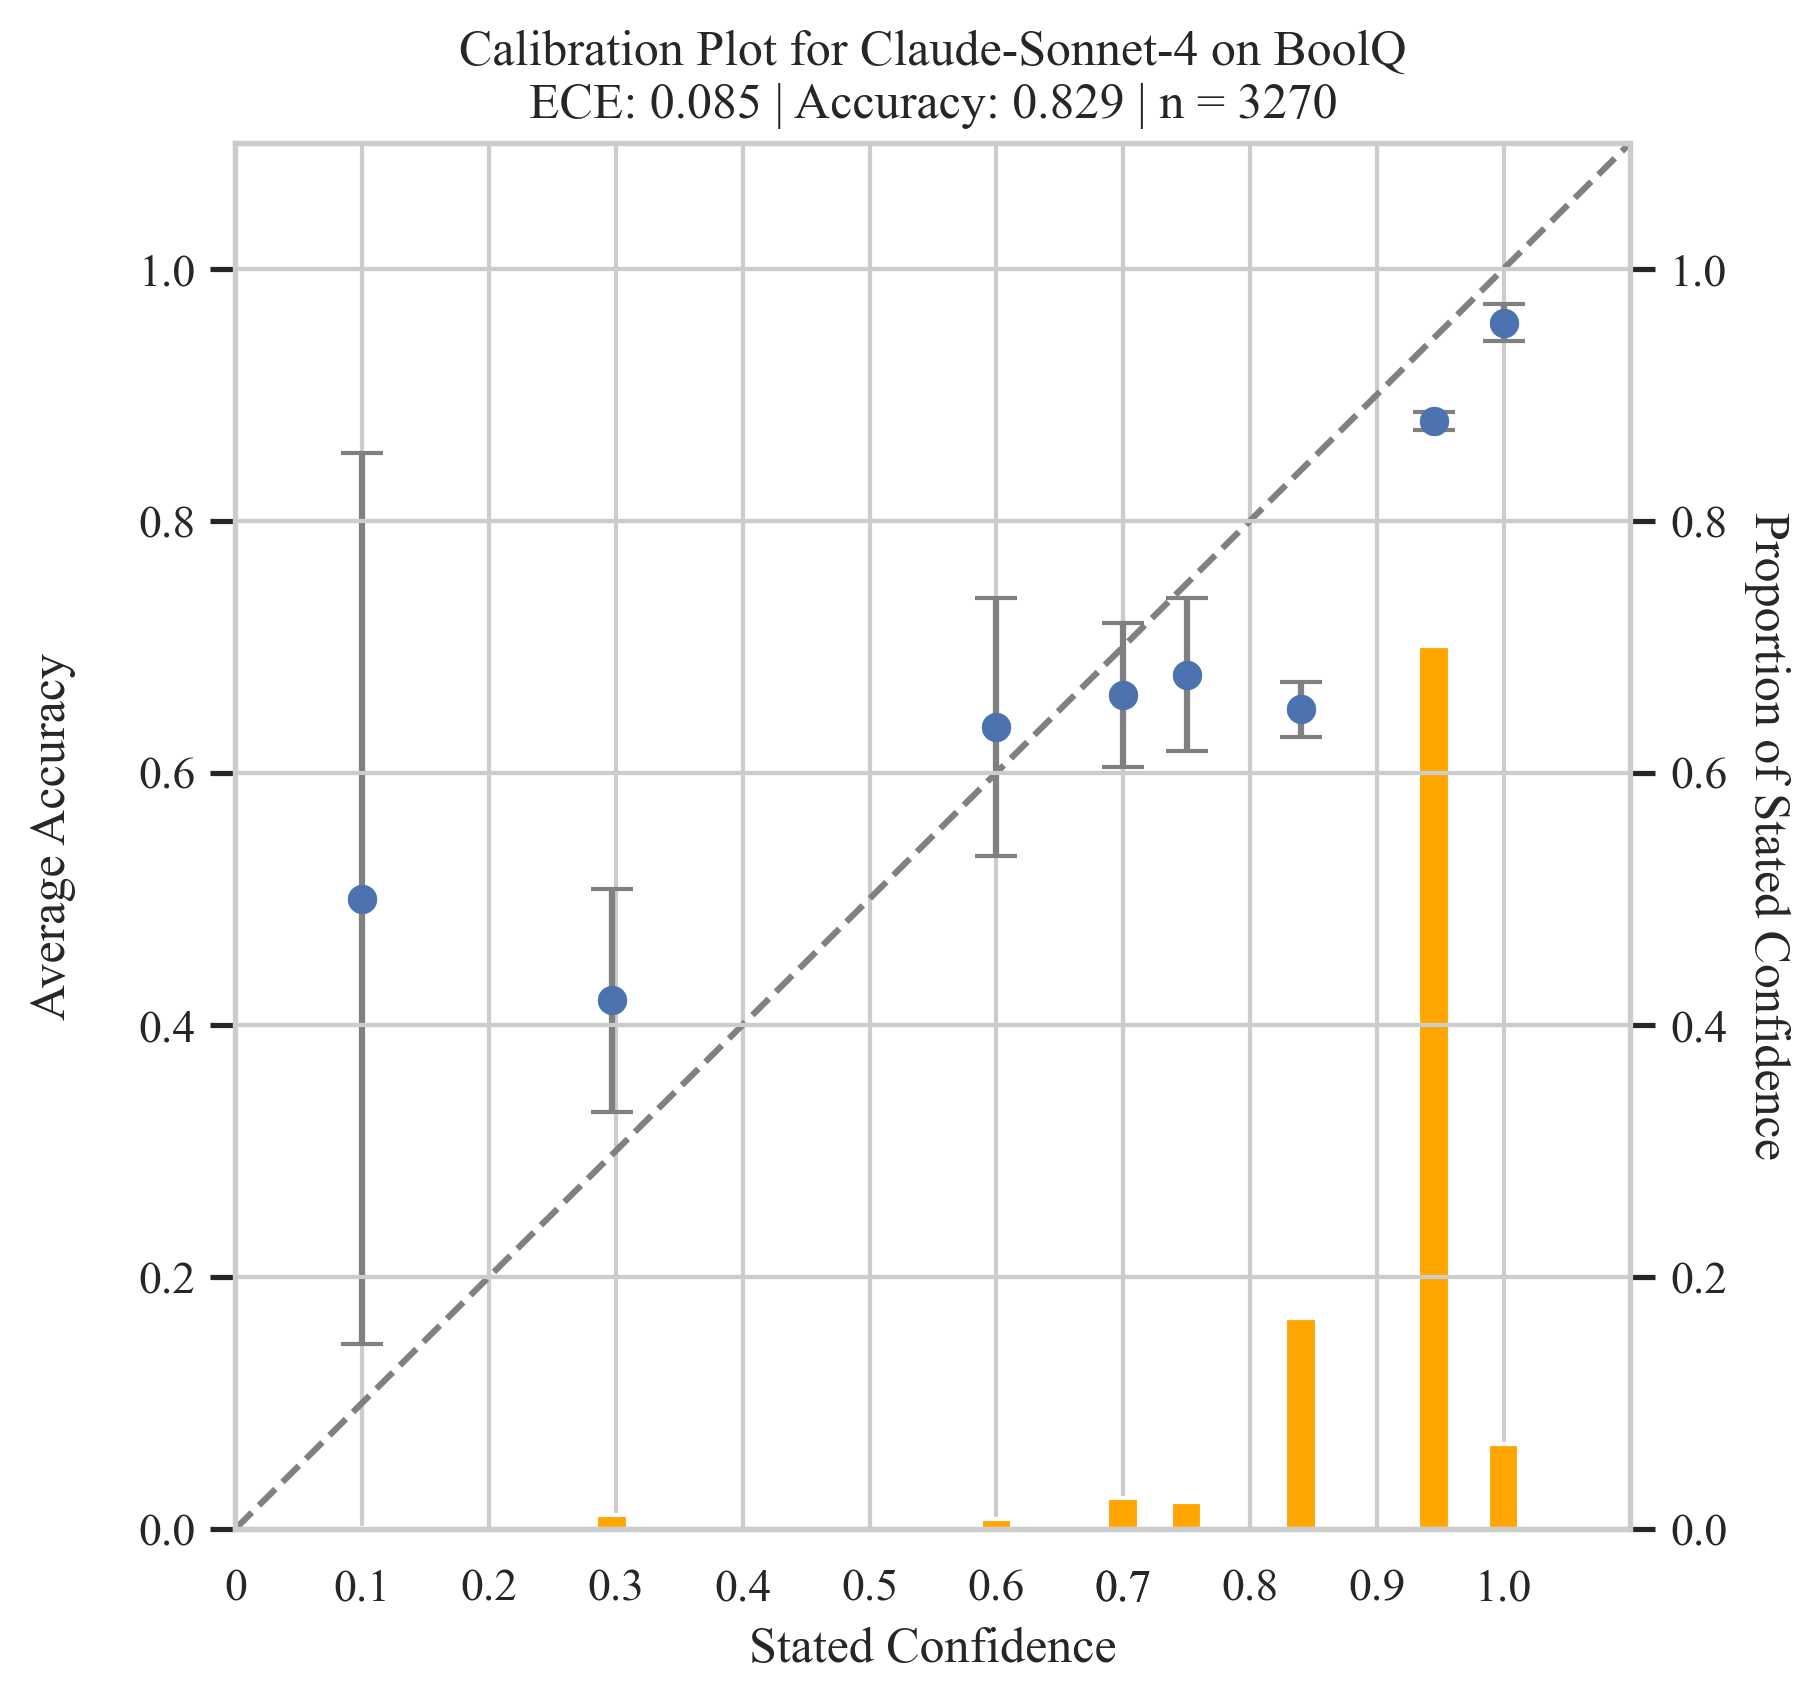 Calibration Plot for Claude-Sonnet-4 on BoolQ
ECE: 0.085 | Accuracy: 0.829 | n = 3270
Average Accuracy
1.0
0.8
0.6
0.4
0.2
0.0
1.0
0.8
0.6
0.4
0.2
0.0
Proportion of Stated Confidence
0 0.1 0.2 0.3 0.4 0.5 0.6 0.7 0.8 0.9 1.0
Stated Confidence